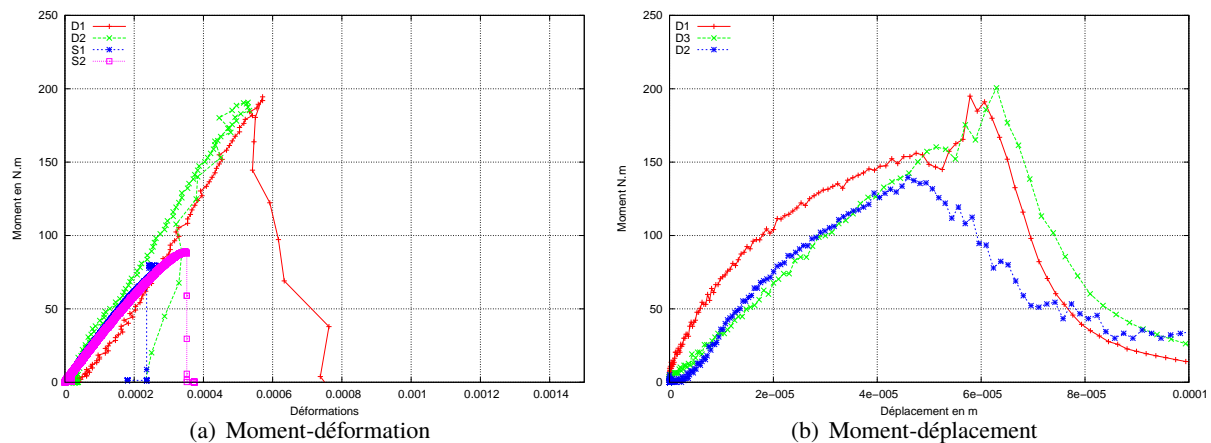 250
200
150
100
50
0
Moment en N.m
D1
D2
S1
S2
0 0.0002 0.0004 0.0006 0.0008 0.001 0.0012 0.0014
Déformations
(a) Moment-déformation
250
200
150
100
50
0
Moment N.m
D1
D3
D2
0 2e-005 4e-005 6e-005 8e-005 0.0001
Déplacement en m
(b) Moment-déplacement